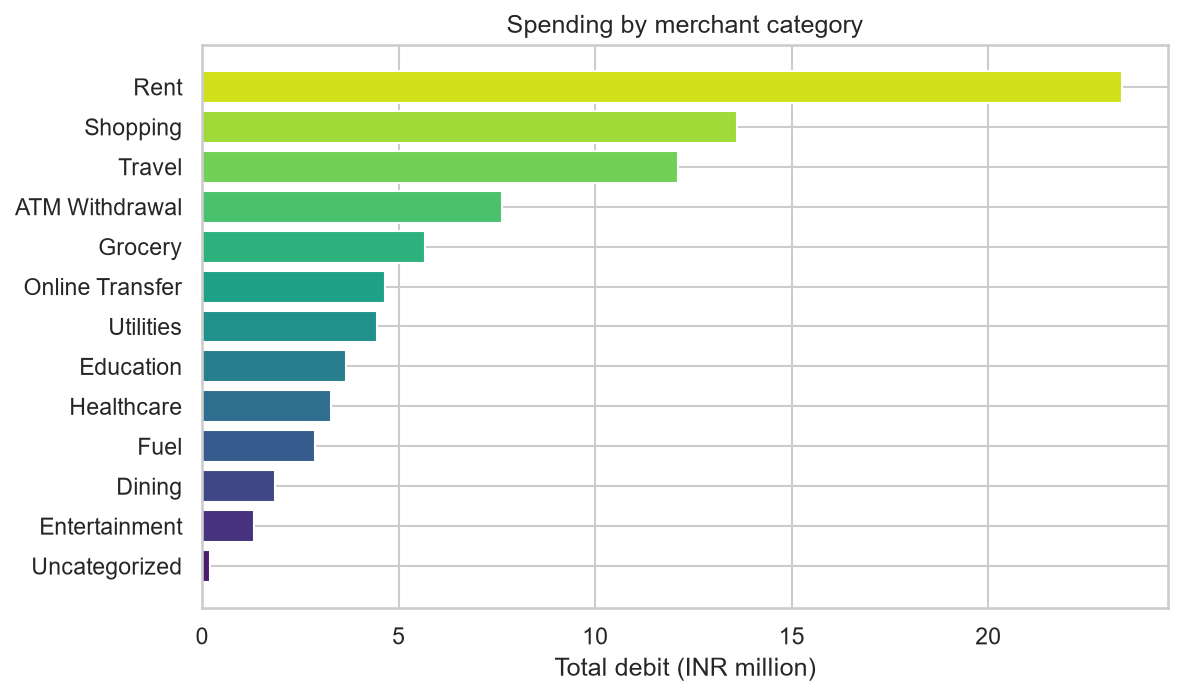 Spending by merchant category
Rent
Shopping
Travel
ATM Withdrawal
Grocery
Online Transfer
Utilities
Education
Healthcare
Fuel
Dining
Entertainment
Uncategorized
0 5 10 15 20
Total debit (INR million)